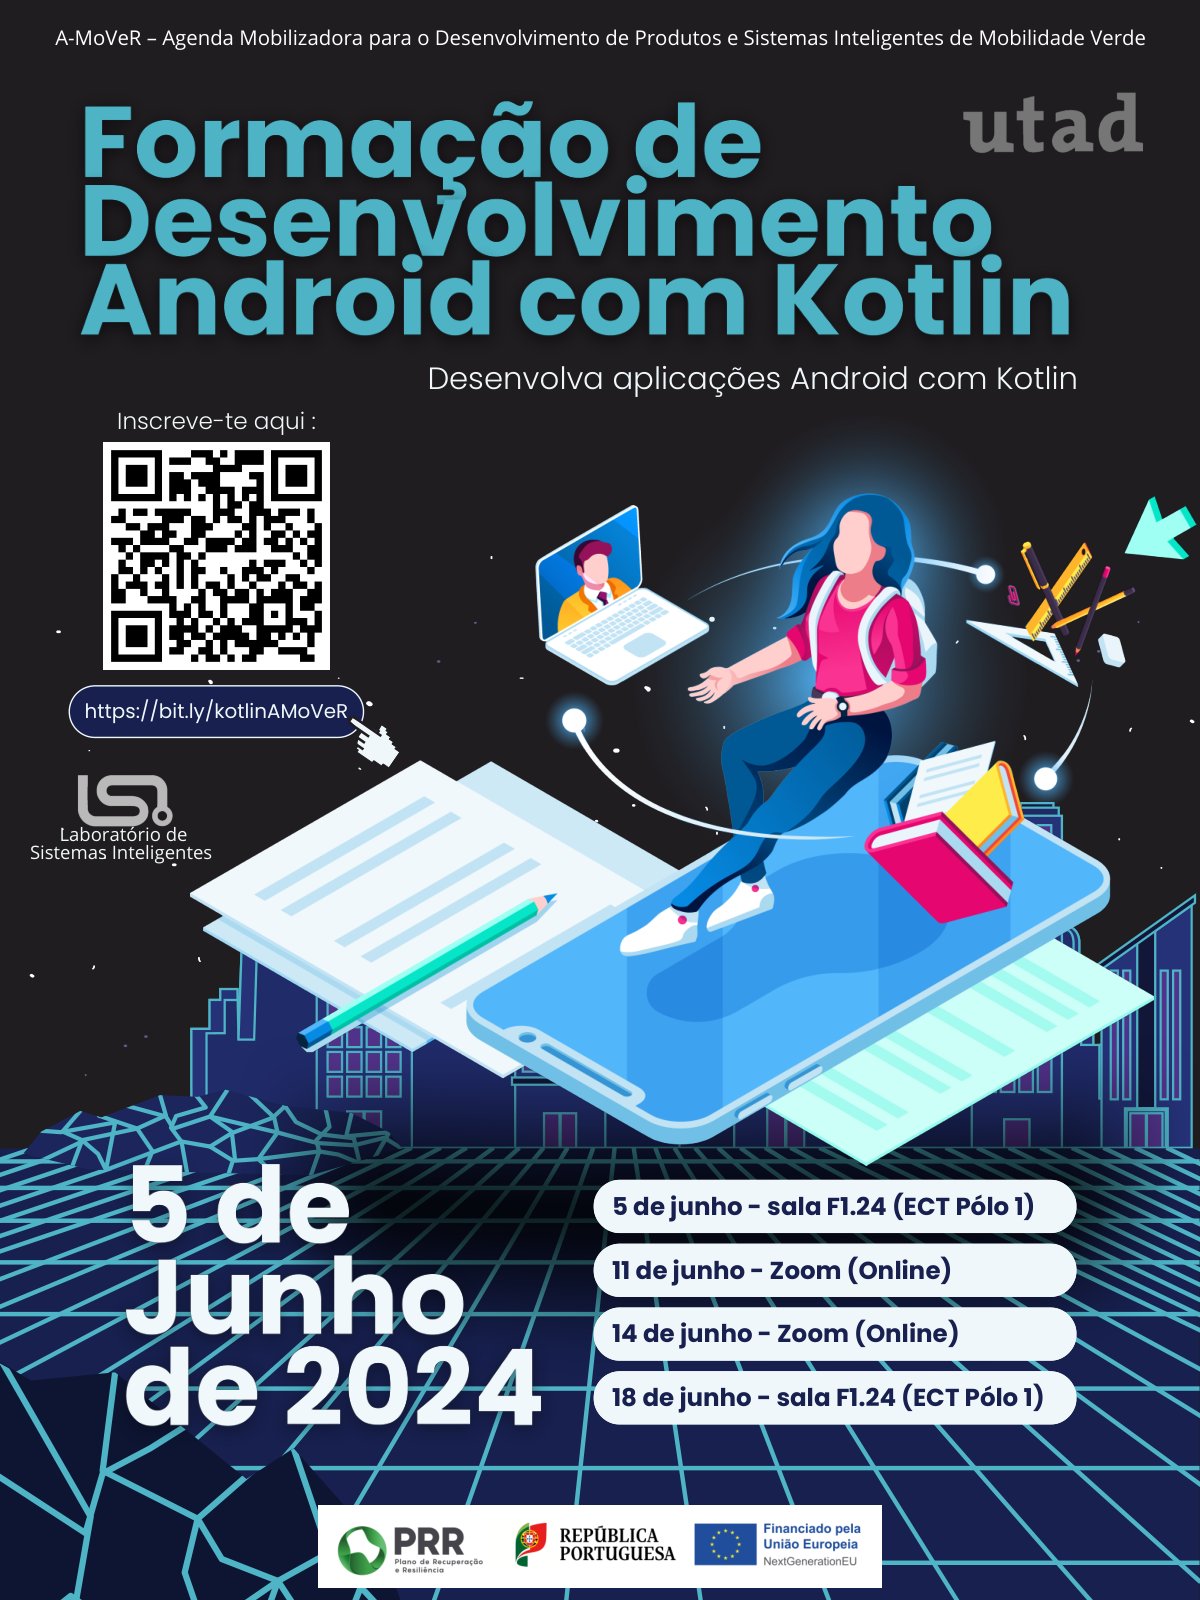 A-MoVeR – Agenda Mobilizadora para o Desenvolvimento de Produtos e Sistemas Inteligentes de Mobilidade Verde
utad
Formação de
Desenvolvimento
Android com Kotlin
Desenvolva aplicações Android com Kotlin
Inscreve-te aqui :
https://bit.ly/kotlinAMoVeR
Laboratório de
Sistemas Inteligentes
5 de
Junho
de 2024
5 de junho - sala F1.24 (ECT Pólo 1)
11 de junho - Zoom (Online)
14 de junho - Zoom (Online)
18 de junho - sala F1.24 (ECT Pólo 1)
PRR
Plano de Recuperação
e Resiliência
REPÚBLICA
PORTUGUESA
Financiado pela
União Europeia
NextGenerationEU